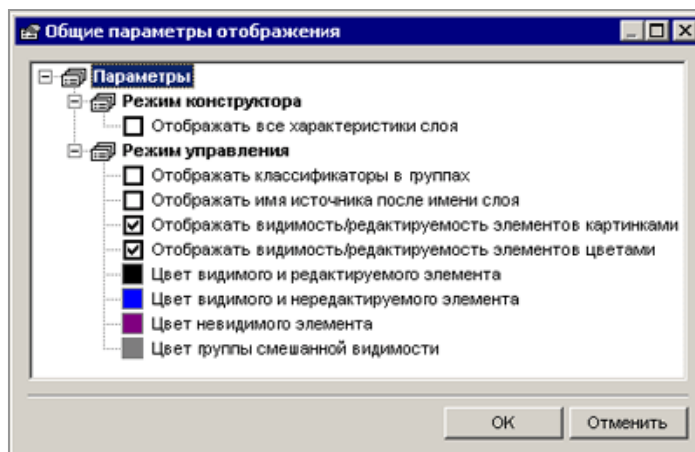 Общие параметры отображения
Параметры
Режим конструктора
Отображать все характеристики слоя
Режим управления
Отображать классификаторы в группах
Отображать имя источника после имени слоя
Отображать видимость/редактируемость элементов картинками
Отображать видимость/редактируемость элементов цветами
Цвет видимого и редактируемого элемента
Цвет видимого и нередактируемого элемента
Цвет невидимого элемента
Цвет группы смешанной видимости
OK Отменить